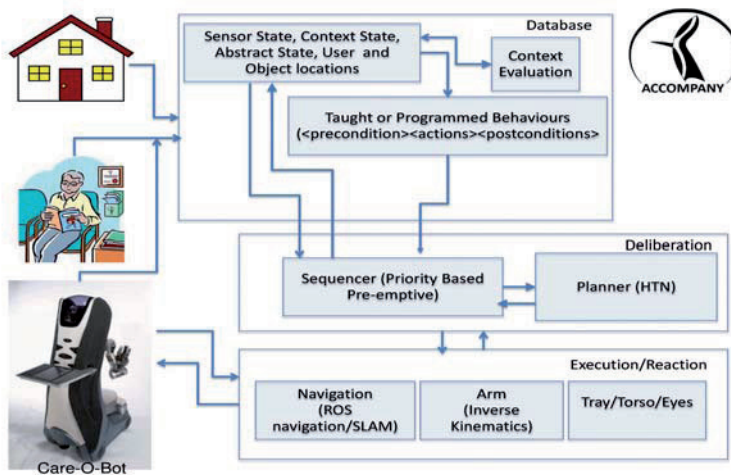 Database
Sensor State, Context State,
Abstract State, User and
Object locations
Context
Evaluation
ACCOMPANY
Taught or Programmed Behaviours
(<precondition><actions><postconditions>
Deliberation
Sequencer (Priority Based
Pre-emptive)
Planner (HTN)
Execution/Reaction
Navigation
(ROS
navigation/SLAM)
Arm
(Inverse
Kinematics)
Tray/Torso/Eyes
Care-O-Bot